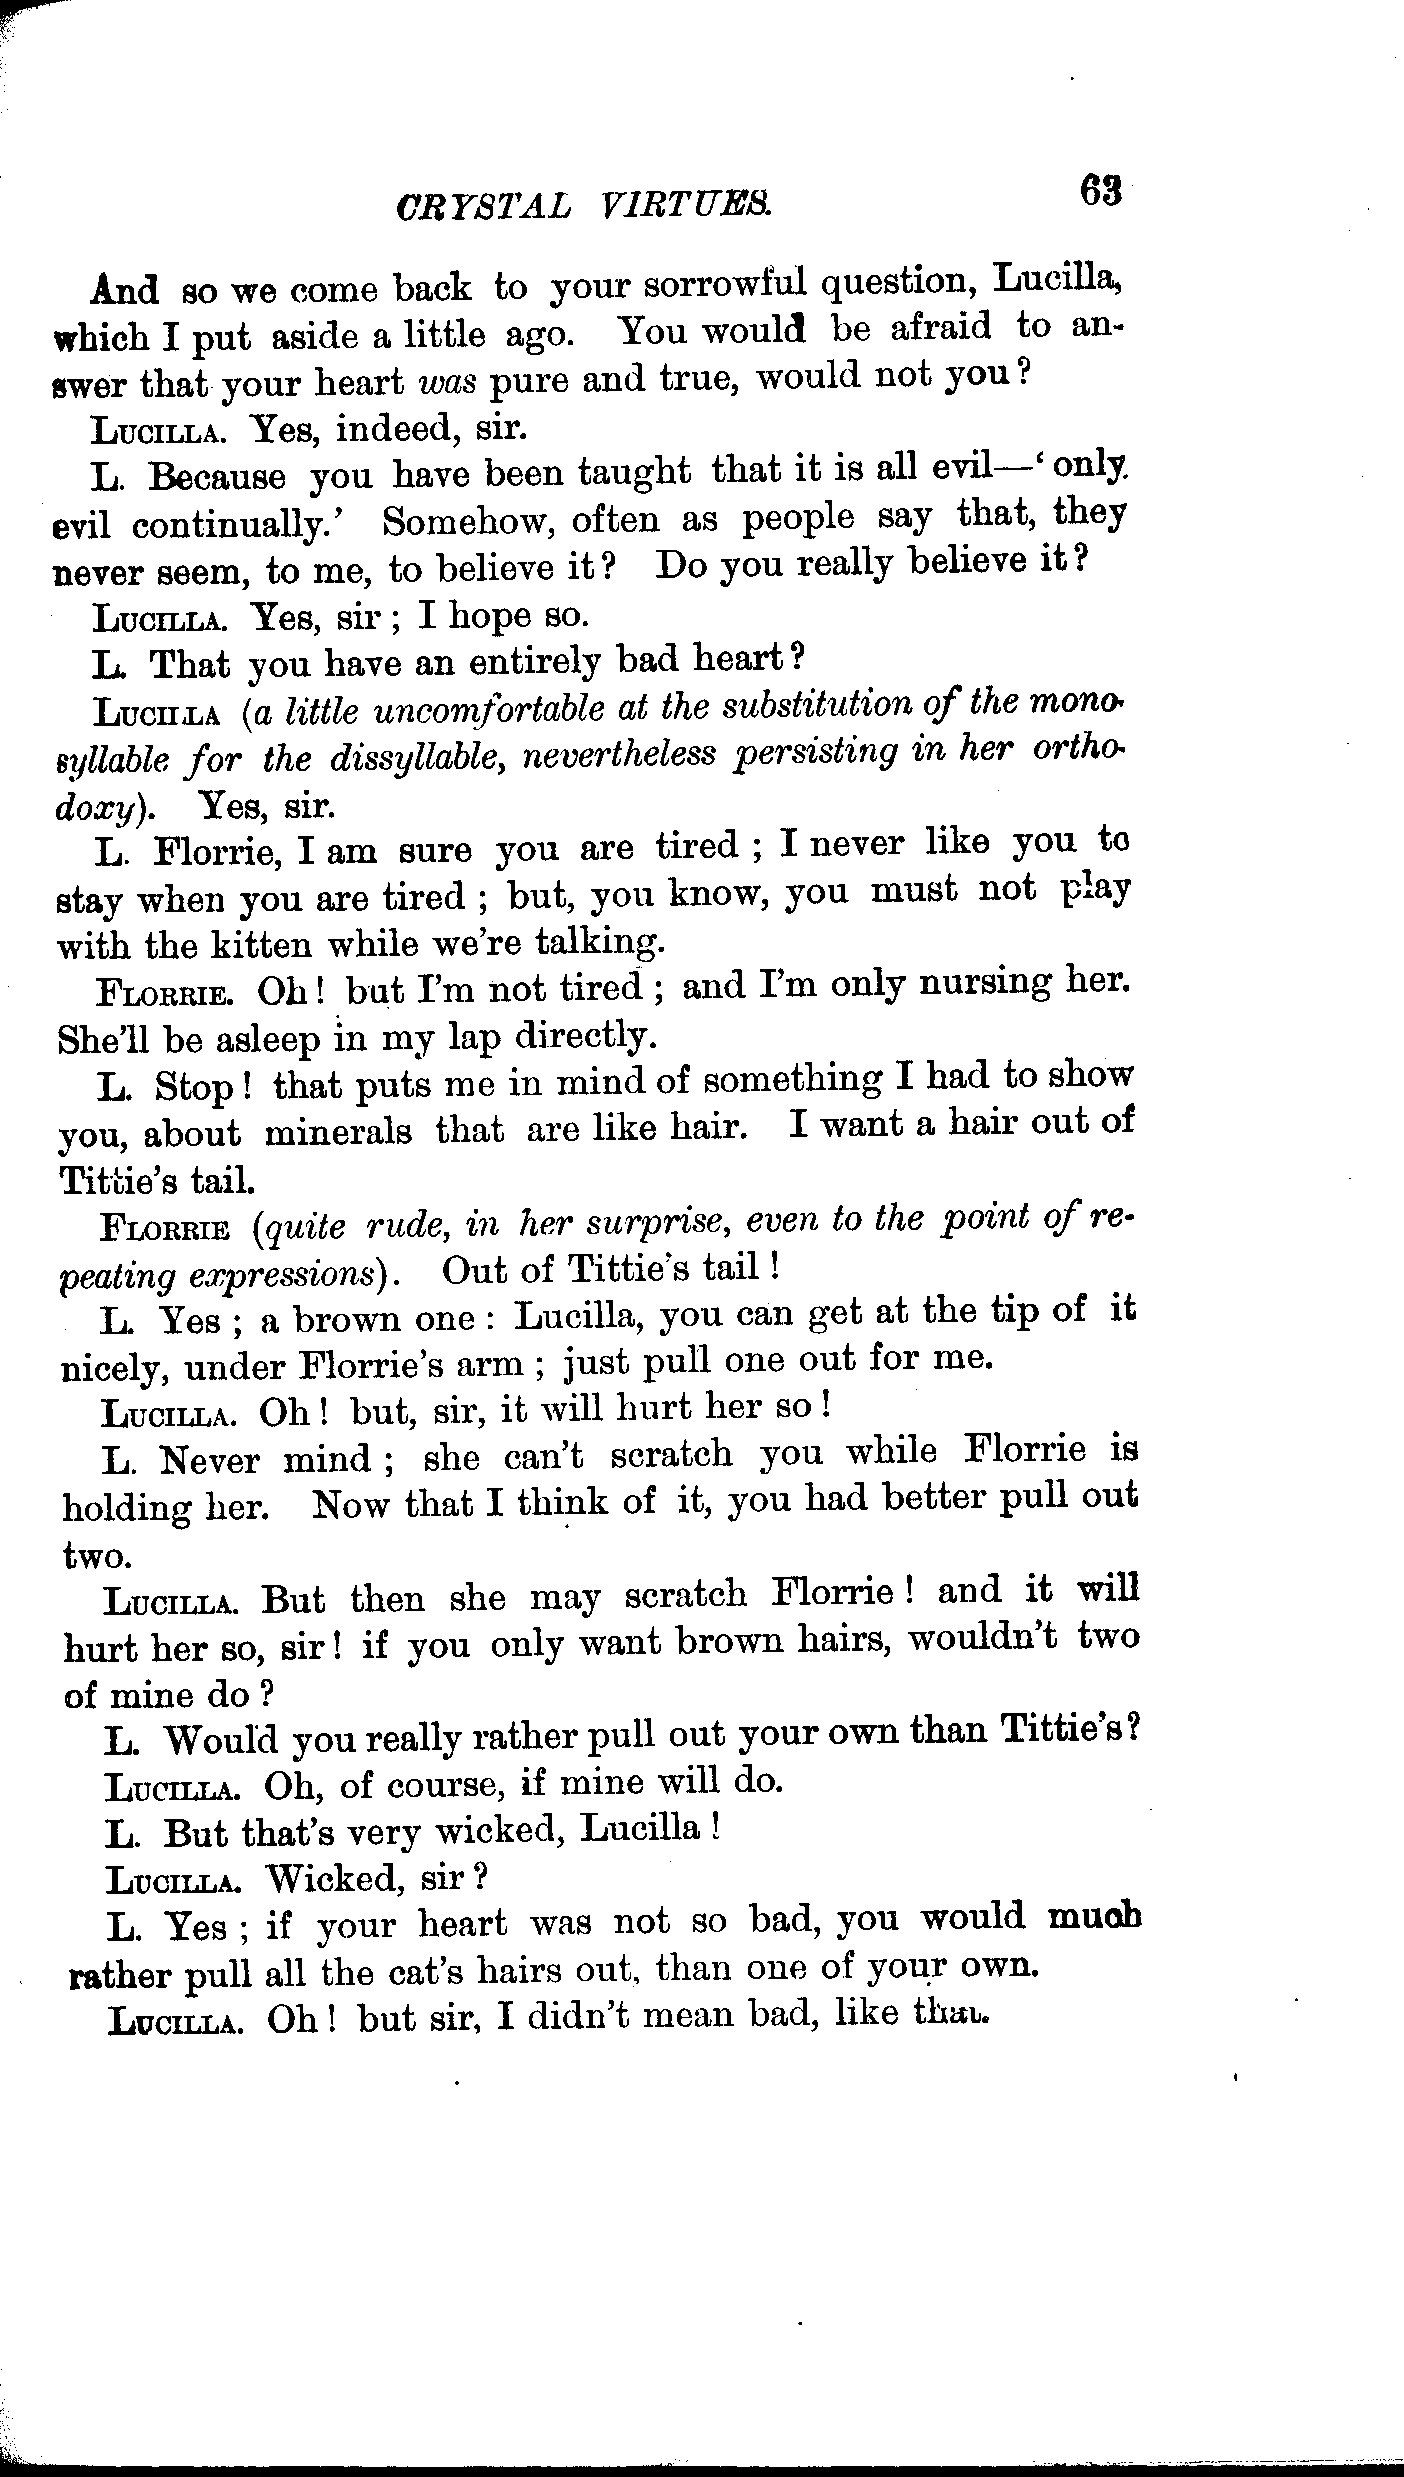 CRYSTAL VIRTUES. 63
And so we come back to your sorrowful question, Lucilla,
which I put aside a little ago. You would be afraid to an-
swer that your heart was pure and true, would not you?
LUCILLA. Yes, indeed, sir.
L. Because you have been taught that it is all evil—‘only
evil continually.’ Somehow, often as people say that, they
never seem, to me, to believe it? Do you really believe it?
LUCILLA. Yes, sir; I hope so.
L. That you have an entirely bad heart?
LUCILLA (a little uncomfortable at the substitution of the mono-
syllable for the dissyllable, nevertheless persisting in her ortho-
doxy). Yes, sir.
L. Florrie, I am sure you are tired; I never like you to
stay when you are tired; but, you know, you must not play
with the kitten while we're talking.
FLORRIE. Oh! but I'm not tired; and I'm only nursing her.
She'll be asleep in my lap directly.
L. Stop! that puts me in mind of something I had to show
you, about minerals that are like hair. I want a hair out of
Tittie's tail.
FLORRIE (quite rude, in her surprise, even to the point of re-
peating expressions). Out of Tittie's tail!
L. Yes; a brown one: Lucilla, you can get at the tip of it
nicely, under Florrie's arm; just pull one out for me.
LUCILLA. Oh! but, sir, it will hurt her so!
L. Never mind; she can't scratch you while Florrie is
holding her. Now that I think of it, you had better pull out
two.
LUCILLA. But then she may scratch Florrie! and it will
hurt her so, sir! if you only want brown hairs, wouldn't two
of mine do?
L. Would you really rather pull out your own than Tittie's?
LUCILLA. Oh, of course, if mine will do.
L. But that's very wicked, Lucilla!
LUCILLA. Wicked, sir?
L. Yes; if your heart was not so bad, you would much
rather pull all the cat's hairs out, than one of your own.
LUCILLA. Oh! but sir, I didn't mean bad, like that.